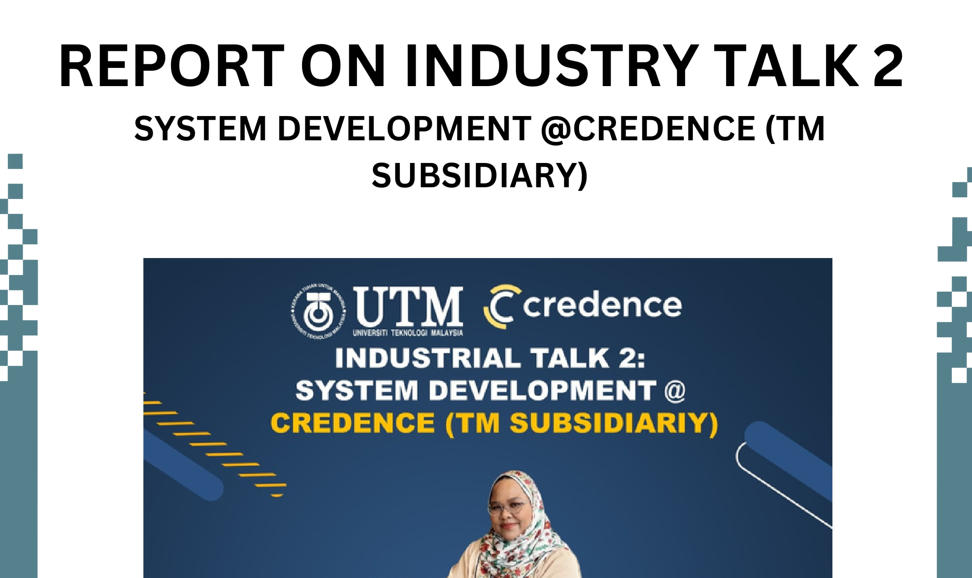 REPORT ON INDUSTRY TALK 2
SYSTEM DEVELOPMENT @CREDENCE (TM
SUBSIDIARY)
UTM
UNIVERSITI TEKNOLOGI MALAYSIA
credence
INDUSTRIAL TALK 2:
SYSTEM DEVELOPMENT @
CREDENCE (TM SUBSIDIARIY)